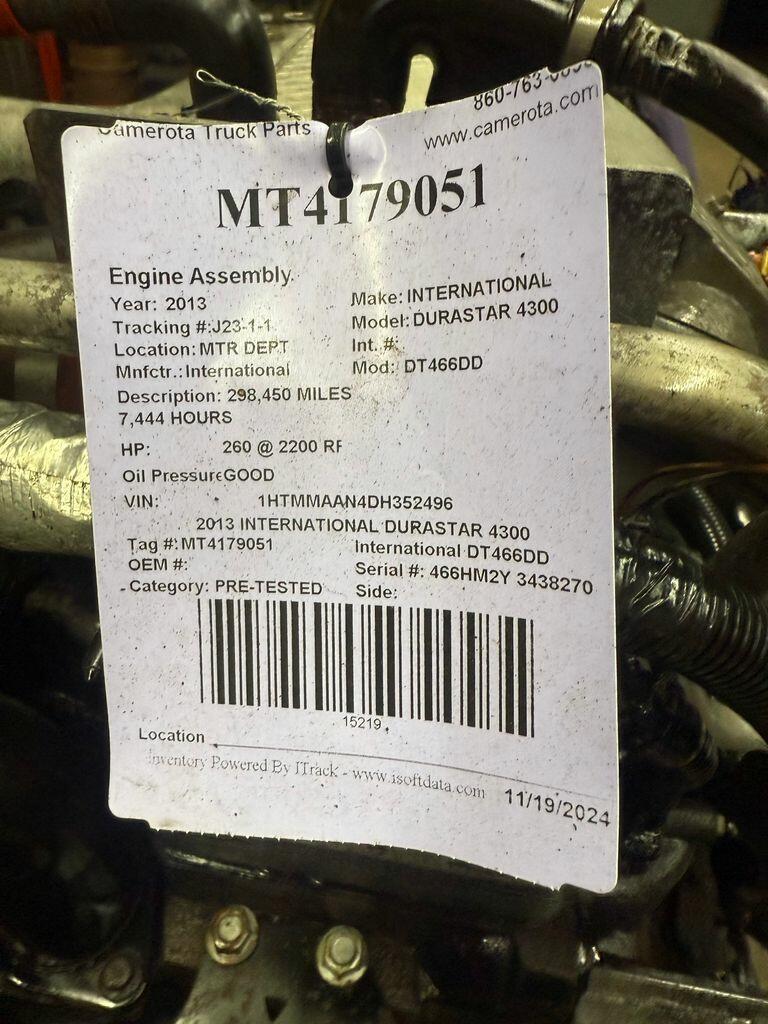 Camerota Truck Parts
860-763-
www.camerota.com
MT4179051
Engine Assembly
Year: 2013 Make: INTERNATIONAL
Tracking #:J23-1-1 Model: DURASTAR 4300
Location: MTR DEPT Int. #:
Mnfctr.: International Mod: DT466DD
Description: 298,450 MILES
7,444 HOURS
HP: 260 @ 2200 RF
Oil Pressure GOOD
VIN: 1HTMMAAN4DH352496
2013 INTERNATIONAL DURASTAR 4300
Tag #: MT4179051 International DT466DD
OEM #: Serial #: 466HM2Y 3438270
Category: PRE-TESTED Side:
15219
Location
Inventory Powered By ITrack - www.isoftdata.com 11/19/2024